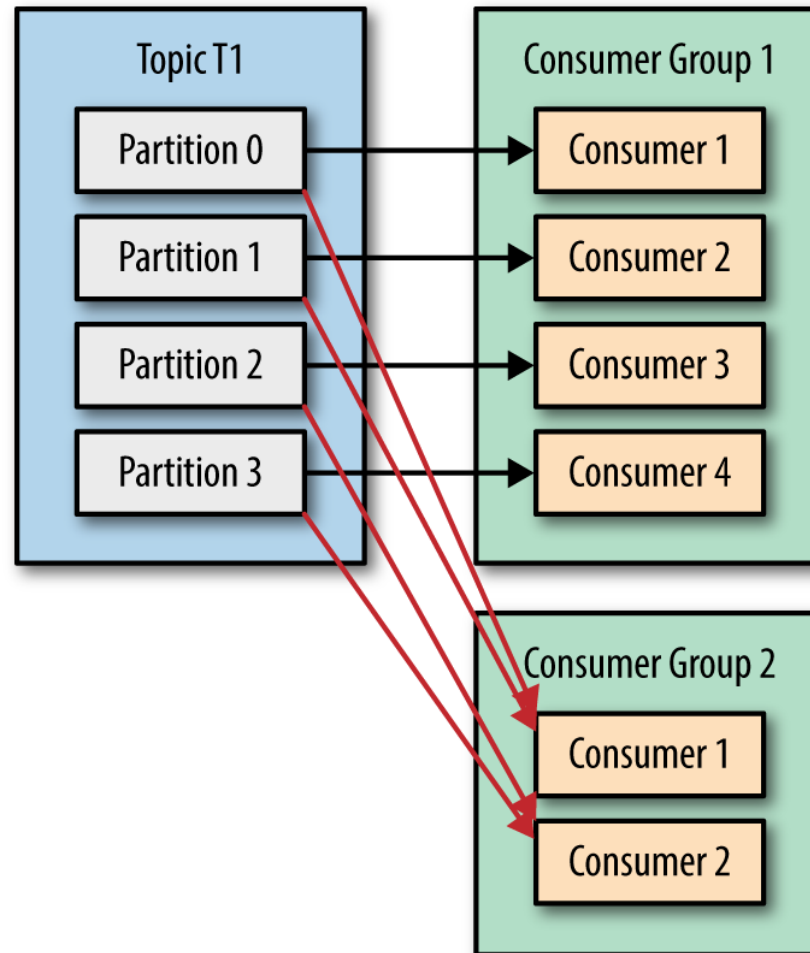 Topic T1
Partition 0
Partition 1
Partition 2
Partition 3
Consumer Group 1
Consumer 1
Consumer 2
Consumer 3
Consumer 4
Consumer Group 2
Consumer 1
Consumer 2